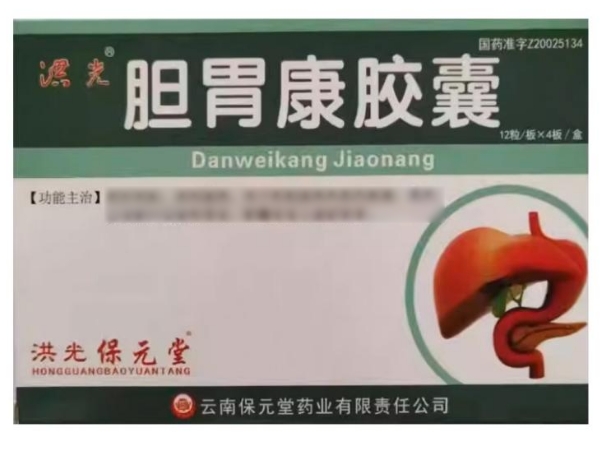 国药准字Z20025134
洪光®
胆胃康胶囊
12粒/板×4板/盒
Danweikang Jiaonang
【功能主治】
洪光保元堂®
HONGGUANGBAOYUANTANG
云南保元堂药业有限责任公司